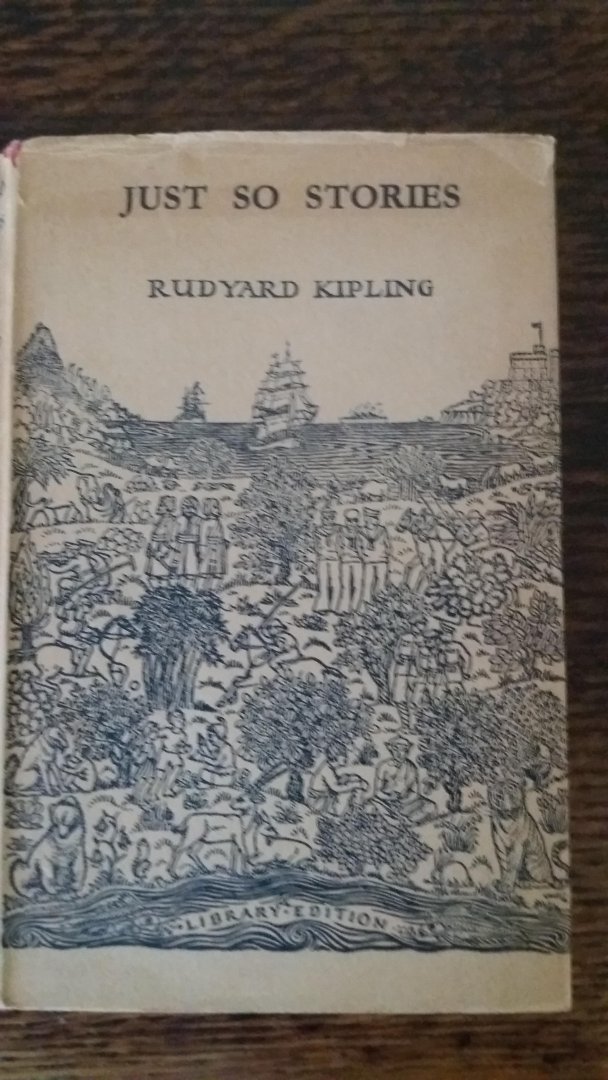 JUST SO STORIES
RUDYARD KIPLING
LIBRARY·EDITION